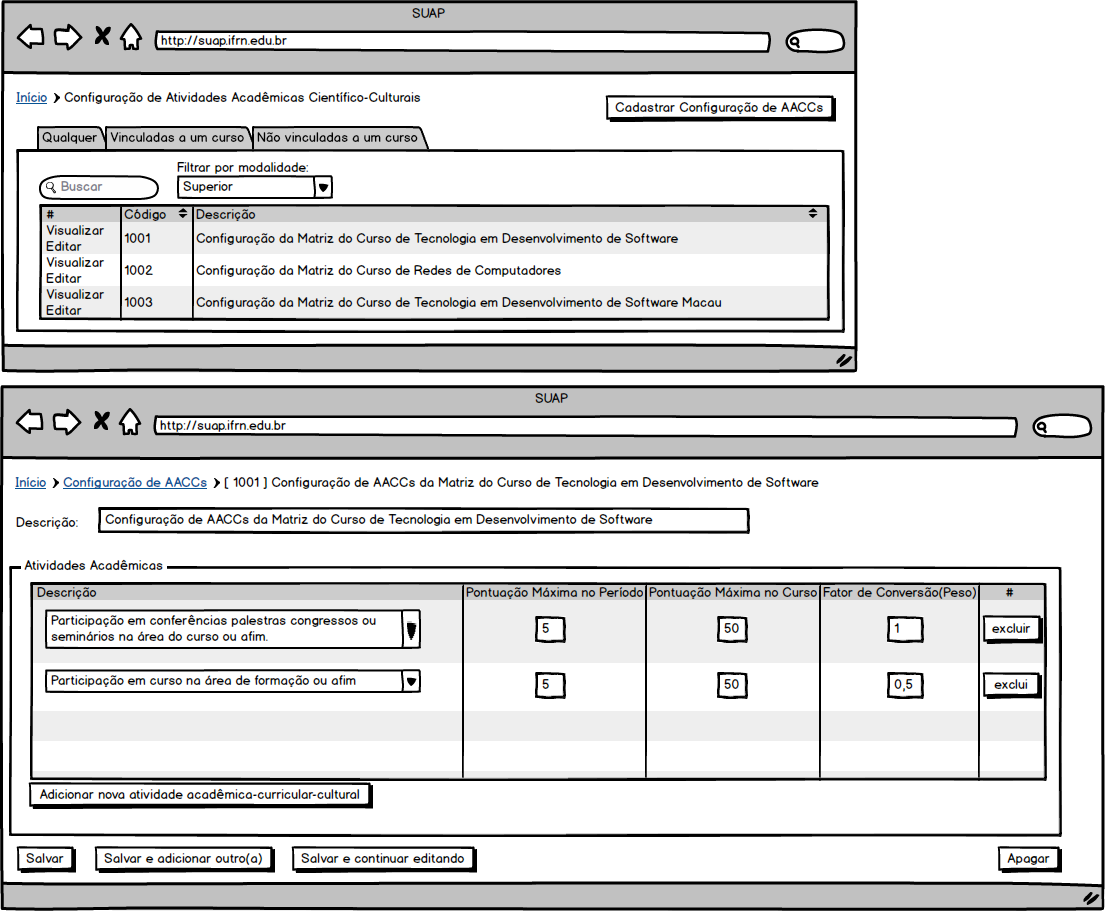 SUAP
http://suap.ifrn.edu.br
Início > Configuração de Atividades Acadêmicas Científico-Culturais
Cadastrar Configuração de AACCs
Qualquer Vinculadas a um curso Não vinculadas a um curso
Filtrar por modalidade:
Buscar Superior
# Código Descrição
Visualizar
Editar 1001 Configuração da Matriz do Curso de Tecnologia em Desenvolvimento de Software
Visualizar
Editar 1002 Configuração da Matriz do Curso de Redes de Computadores
Visualizar
Editar 1003 Configuração da Matriz do Curso de Tecnologia em Desenvolvimento de Software Macau
SUAP
http://suap.ifrn.edu.br
Início > Configuração de AACCs > [ 1001 ] Configuração de AACCs da Matriz do Curso de Tecnologia em Desenvolvimento de Software
Descrição: Configuração de AACCs da Matriz do Curso de Tecnologia em Desenvolvimento de Software
Atividades Acadêmicas
Descrição Pontuação Máxima no Período Pontuação Máxima no Curso Fator de Conversão(Peso) #
Participação em conferências palestras congressos ou
seminários na área do curso ou afim. 5 50 1 excluir
Participação em curso na área de formação ou afim 5 50 0,5 exclui
Adicionar nova atividade acadêmica-curricular-cultural
Salvar Salvar e adicionar outro(a) Salvar e continuar editando Apagar